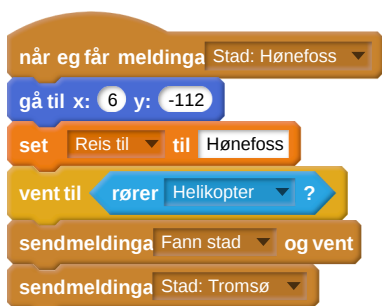 når eg får meldinga Stad: Hønefoss
gå til x: 6 y: -112
set Reis til til Hønefoss
vent til rører Helikopter ?
sendmeldinga Fann stad og vent
sendmeldinga Stad: Tromsø